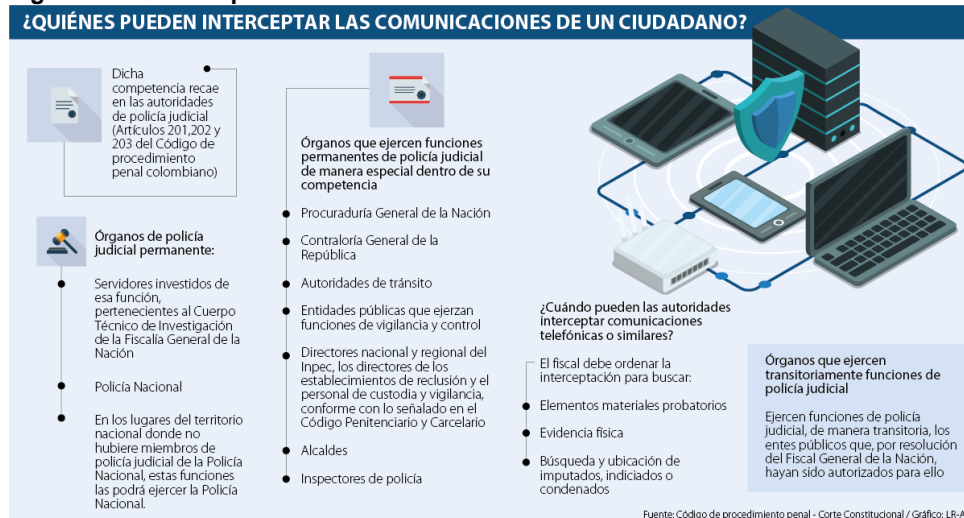 ¿QUIÉNES PUEDEN INTERCEPTAR LAS COMUNICACIONES DE UN CIUDADANO?
Dicha
competencia recae
en las autoridades
de policía judicial
(Artículos 201,202 y
203 del Código de
procedimiento
penal colombiano)
Órganos de policía
judicial permanente:
Servidores investidos de
esa función,
pertenecientes al Cuerpo
Técnico de Investigación
de la Fiscalía General de la
Nación
Policía Nacional
En los lugares del territorio
nacional donde no
hubiere miembros de
policía judicial de la Policía
Nacional, estas funciones
las podrá ejercer la Policía
Nacional.
Órganos que ejercen funciones
permanentes de policía judicial
de manera especial dentro de su
competencia
Procuraduría General de la Nación
Contraloría General de la
República
Autoridades de tránsito
Entidades públicas que ejerzan
funciones de vigilancia y control
Directores nacional y regional del
Inpec, los directores de los
establecimientos de reclusión y el
personal de custodia y vigilancia,
conforme con lo señalado en el
Código Penitenciario y Carcelario
Alcaldes
Inspectores de policía
¿Cuándo pueden las autoridades
interceptar comunicaciones
telefónicas o similares?
El fiscal debe ordenar la
interceptación para buscar:
Elementos materiales probatorios
Evidencia física
Búsqueda y ubicación de
imputados, indiciados o
condenados
Órganos que ejercen
transitoriamente funciones de
policía judicial
Ejercen funciones de policía
judicial, de manera transitoria, los
entes públicos que, por resolución
del Fiscal General de la Nación,
hayan sido autorizados para ello
Fuente: Código de procedimiento penal - Corte Constitucional / Gráfico: LR-A